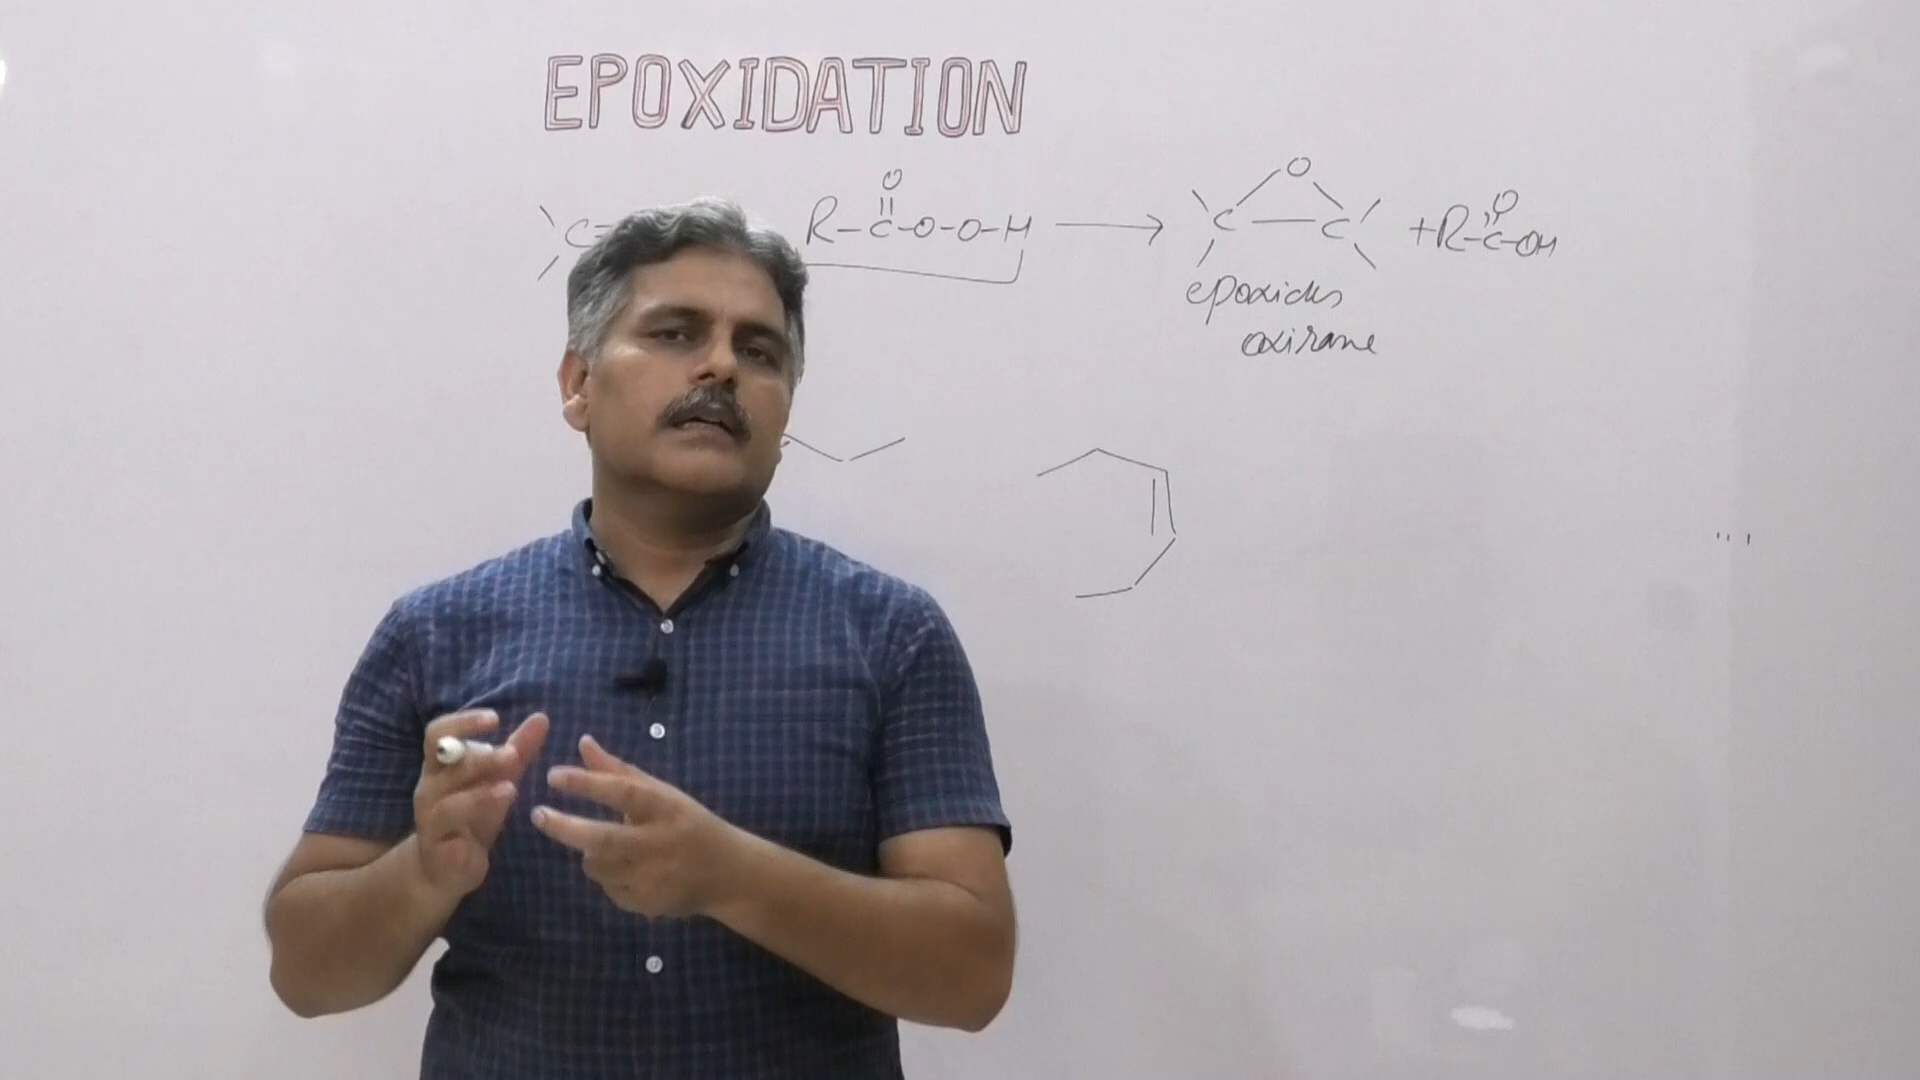 EPOXIDATION
C= R-C-O-O-H → C-C + R-C-OH
O O O
epoxides
oxirane